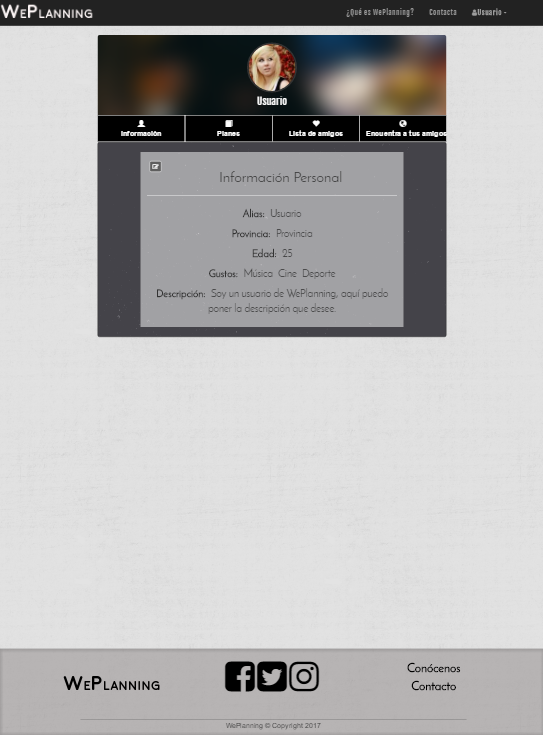 WEPLANNING
¿Qué es WePlanning? Contacta Usuario
Usuario
Información Planes Lista de amigos Encuentra a tus amigos
Información Personal
Alias: Usuario
Provincia: Provincia
Edad: 25
Gustos: Música Cine Deporte
Descripción: Soy un usuario de WePlanning, aquí puedo
poner la descripción que desee.
WEPLANNING
Conócenos
Contacto
WePlanning © Copyright 2017